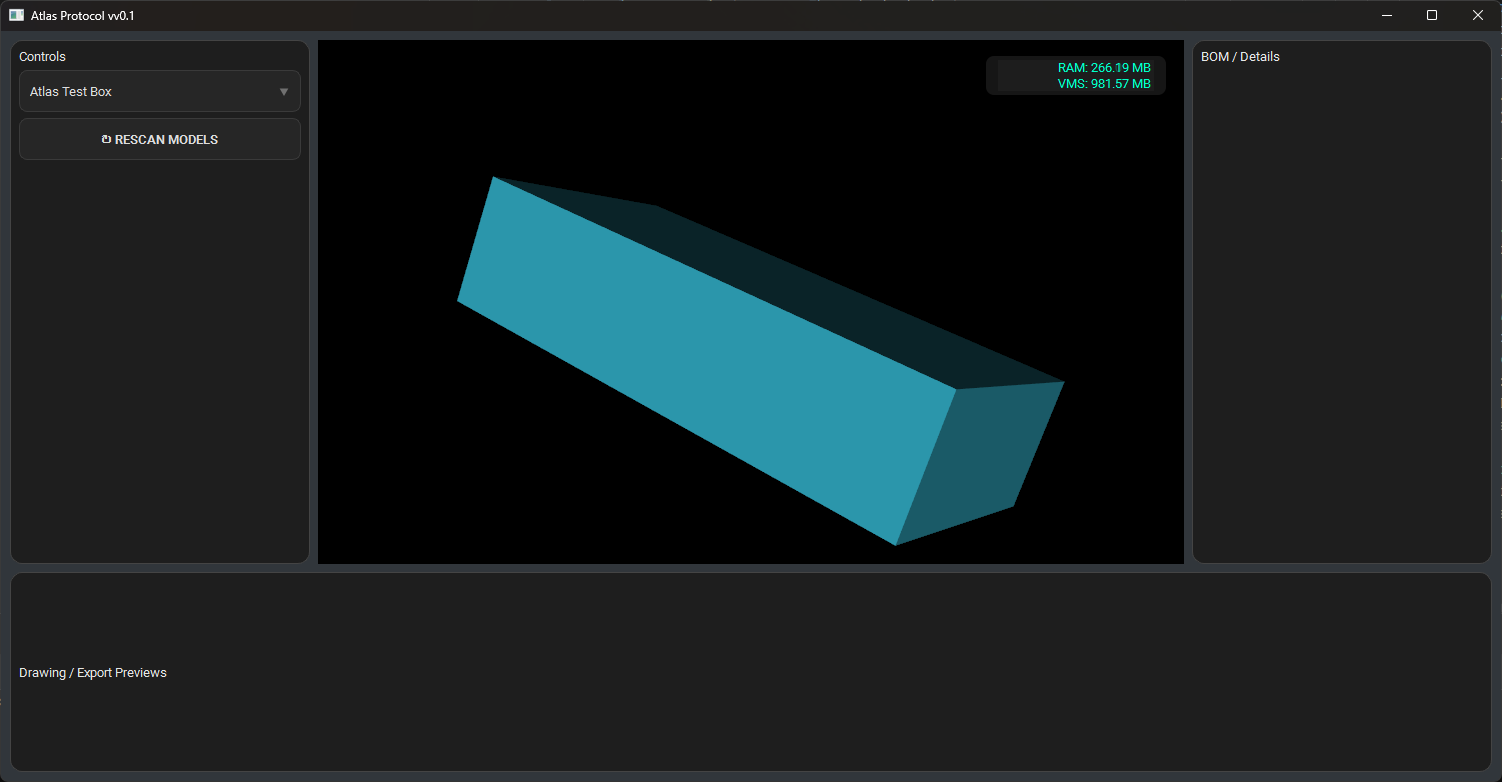 Atlas Protocol vv0.1
Controls
Atlas Test Box
↻ RESCAN MODELS
RAM: 266.19 MB
VMS: 981.57 MB
BOM / Details
Drawing / Export Previews